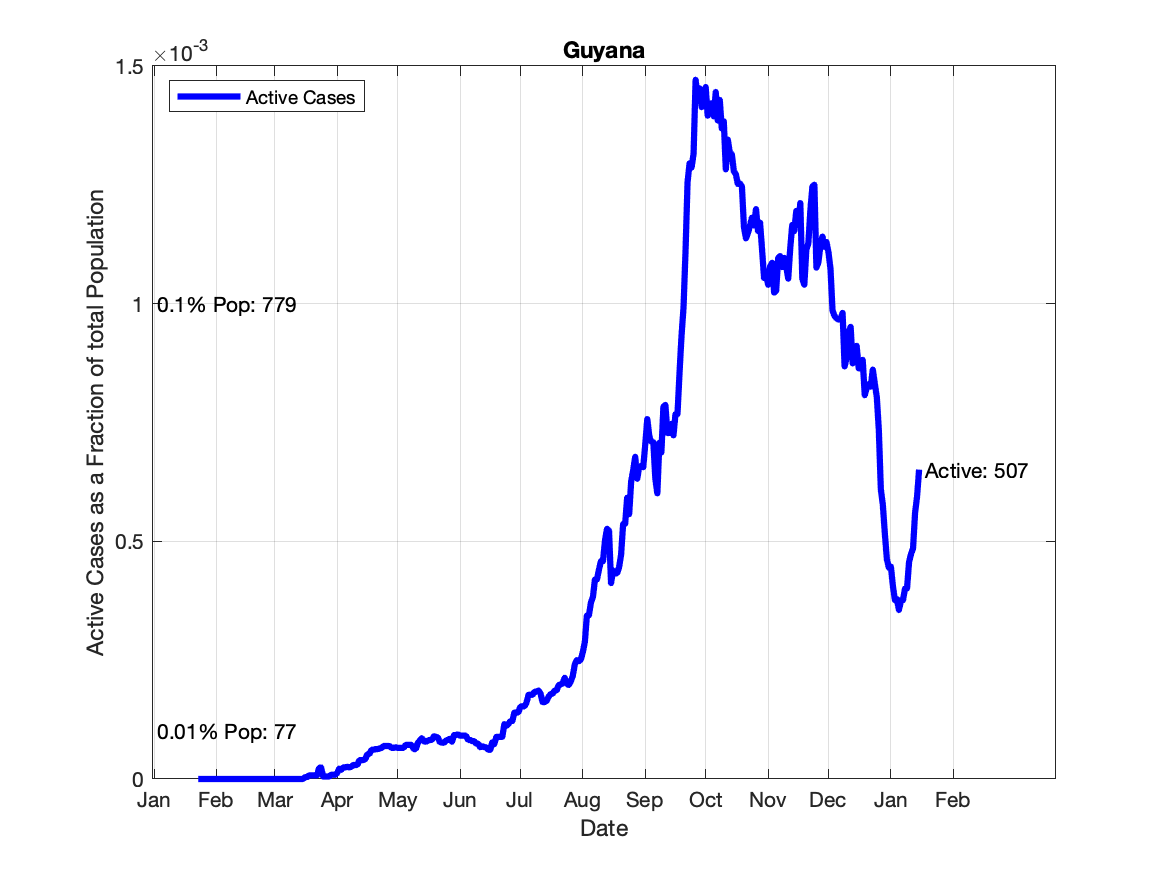 Guyana
×10-3
1.5
1
0.5
0
Active Cases
0.1% Pop: 779
0.01% Pop: 77
Active: 507
Active Cases as a Fraction of total Population
Jan Feb Mar Apr May Jun Jul Aug Sep Oct Nov Dec Jan Feb
Date